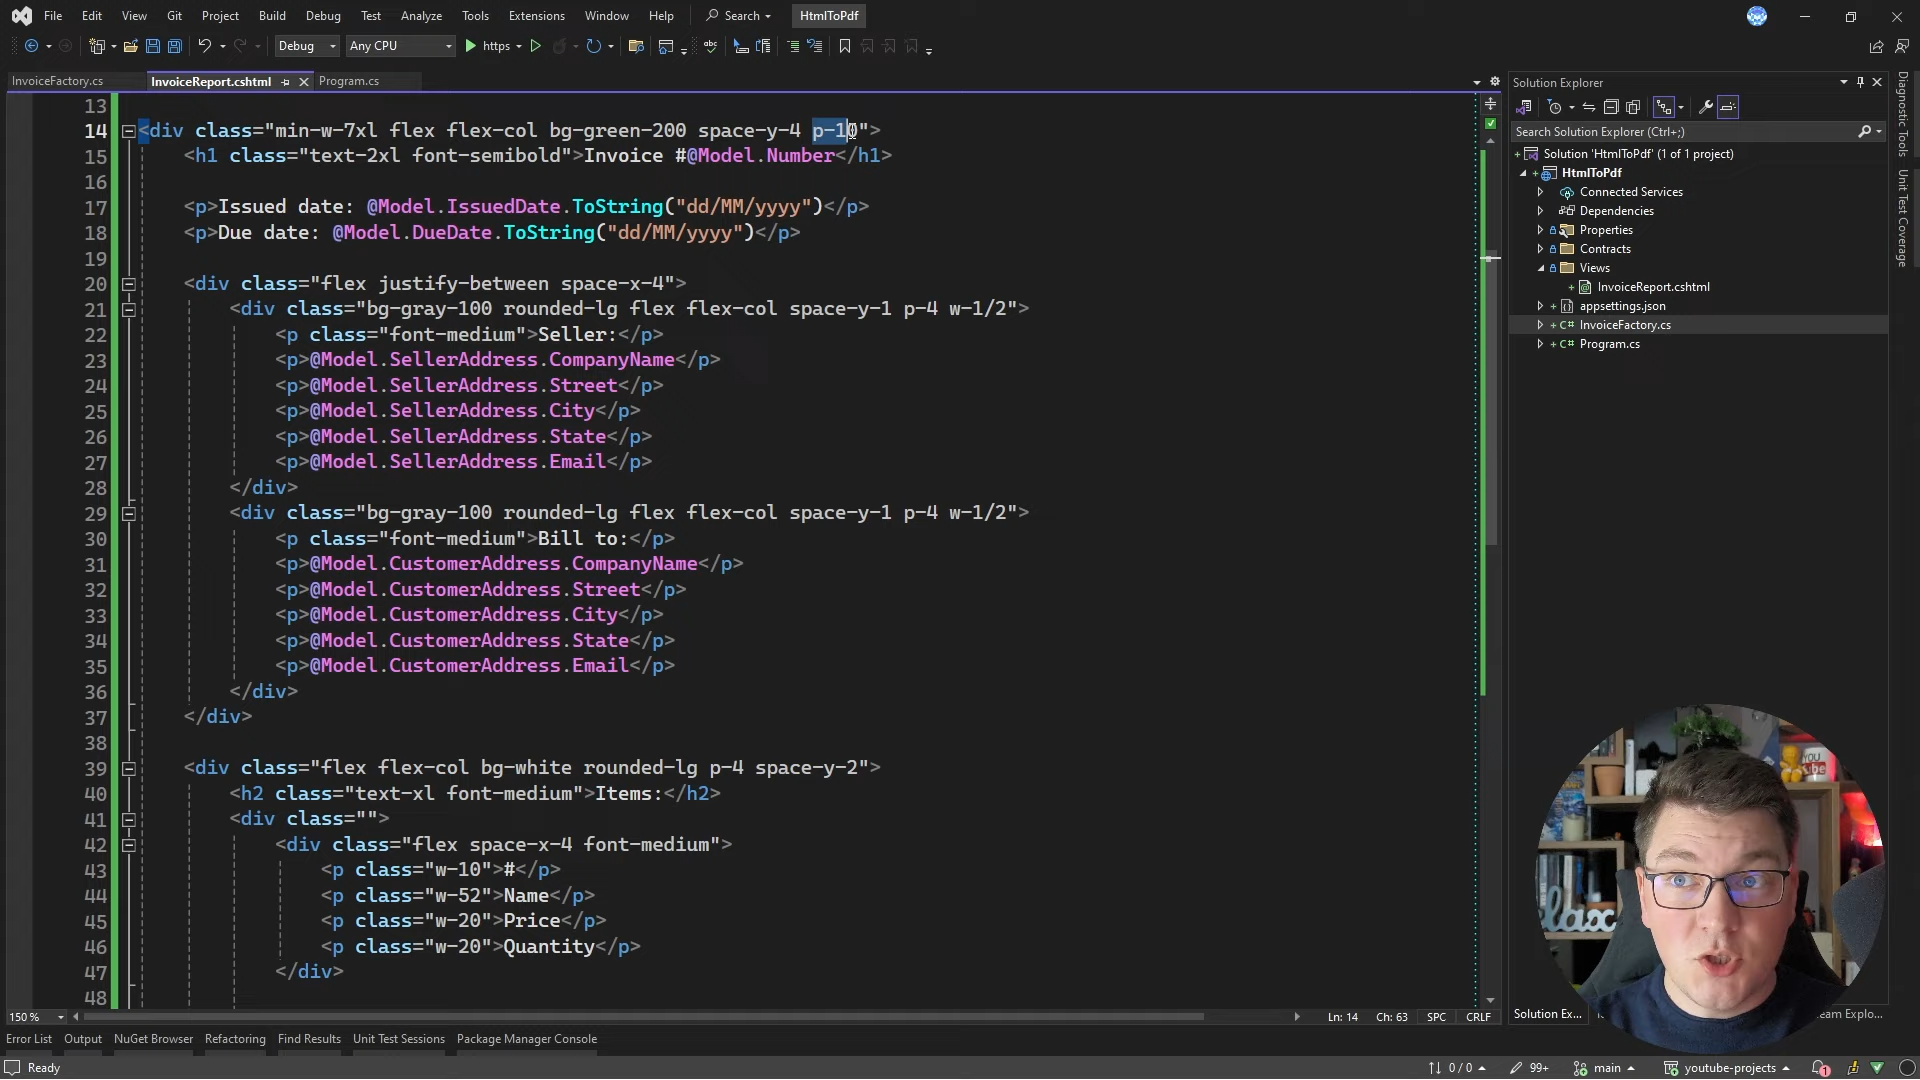 File Edit View Git Project Build Debug Test Analyze Tools Extensions Window Help Search HtmlToPdf
Debug Any CPU https
InvoiceFactory.cs InvoiceReport.cshtml Program.cs
13
14 <div class="min-w-7xl flex flex-col bg-green-200 space-y-4 p-10">
15 <h1 class="text-2xl font-semibold">Invoice #@Model.Number</h1>
16
17 <p>Issued date: @Model.IssuedDate.ToString("dd/MM/yyyy")</p>
18 <p>Due date: @Model.DueDate.ToString("dd/MM/yyyy")</p>
19
20 <div class="flex justify-between space-x-4">
21 <div class="bg-gray-100 rounded-lg flex flex-col space-y-1 p-4 w-1/2">
22 <p class="font-medium">Seller:</p>
23 <p>@Model.SellerAddress.CompanyName</p>
24 <p>@Model.SellerAddress.Street</p>
25 <p>@Model.SellerAddress.City</p>
26 <p>@Model.SellerAddress.State</p>
27 <p>@Model.SellerAddress.Email</p>
28 </div>
29 <div class="bg-gray-100 rounded-lg flex flex-col space-y-1 p-4 w-1/2">
30 <p class="font-medium">Bill to:</p>
31 <p>@Model.CustomerAddress.CompanyName</p>
32 <p>@Model.CustomerAddress.Street</p>
33 <p>@Model.CustomerAddress.City</p>
34 <p>@Model.CustomerAddress.State</p>
35 <p>@Model.CustomerAddress.Email</p>
36 </div>
37 </div>
38
39 <div class="flex flex-col bg-white rounded-lg p-4 space-y-2">
40 <h2 class="text-xl font-medium">Items:</h2>
41 <div class="">
42 <div class="flex space-x-4 font-medium">
43 <p class="w-10">#</p>
44 <p class="w-52">Name</p>
45 <p class="w-20">Price</p>
46 <p class="w-20">Quantity</p>
47 </div>
48
150 % Ln: 14 Ch: 63 SPC CRLF
Error List Output NuGet Browser Refactoring Find Results Unit Test Sessions Package Manager Console
Ready 0 / 0 99+ main youtube-projects 1
Solution Explorer
Search Solution Explorer (Ctrl+;)
Solution 'HtmlToPdf' (1 of 1 project)
HtmlToPdf
Connected Services
Dependencies
Properties
Contracts
Views
InvoiceReport.cshtml
appsettings.json
C# InvoiceFactory.cs
C# Program.cs
Solution Ex...
eam Explo...
Diagnostic Tools
Unit Test Coverage
YOU